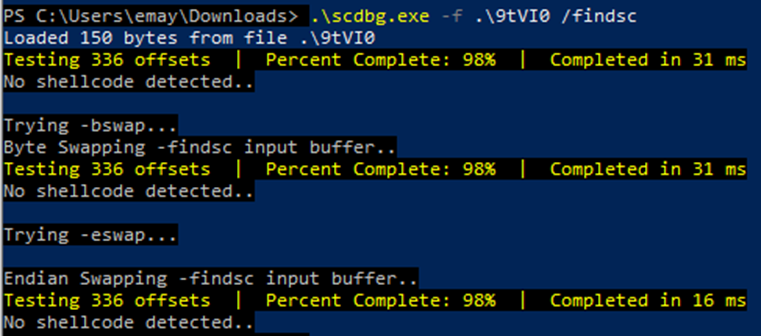 PS C:\Users\emay\Downloads> .\scdbg.exe -f .\9tVI0 /findsc
Loaded 150 bytes from file .\9tVI0
Testing 336 offsets | Percent Complete: 98% | Completed in 31 ms
No shellcode detected..
Trying -bswap...
Byte Swapping -findsc input buffer..
Testing 336 offsets | Percent Complete: 98% | Completed in 31 ms
No shellcode detected..
Trying -eswap...
Endian Swapping -findsc input buffer..
Testing 336 offsets | Percent Complete: 98% | Completed in 16 ms
No shellcode detected..